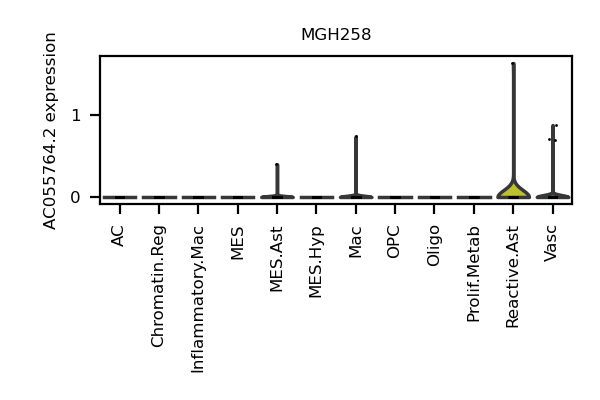 MGH258
AC055764.2 expression
1
0
AC
Chromatin.Reg
Inflammatory.Mac
MES
MES.Ast
MES.Hyp
Mac
OPC
Oligo
Prolif.Metab
Reactive.Ast
Vasc